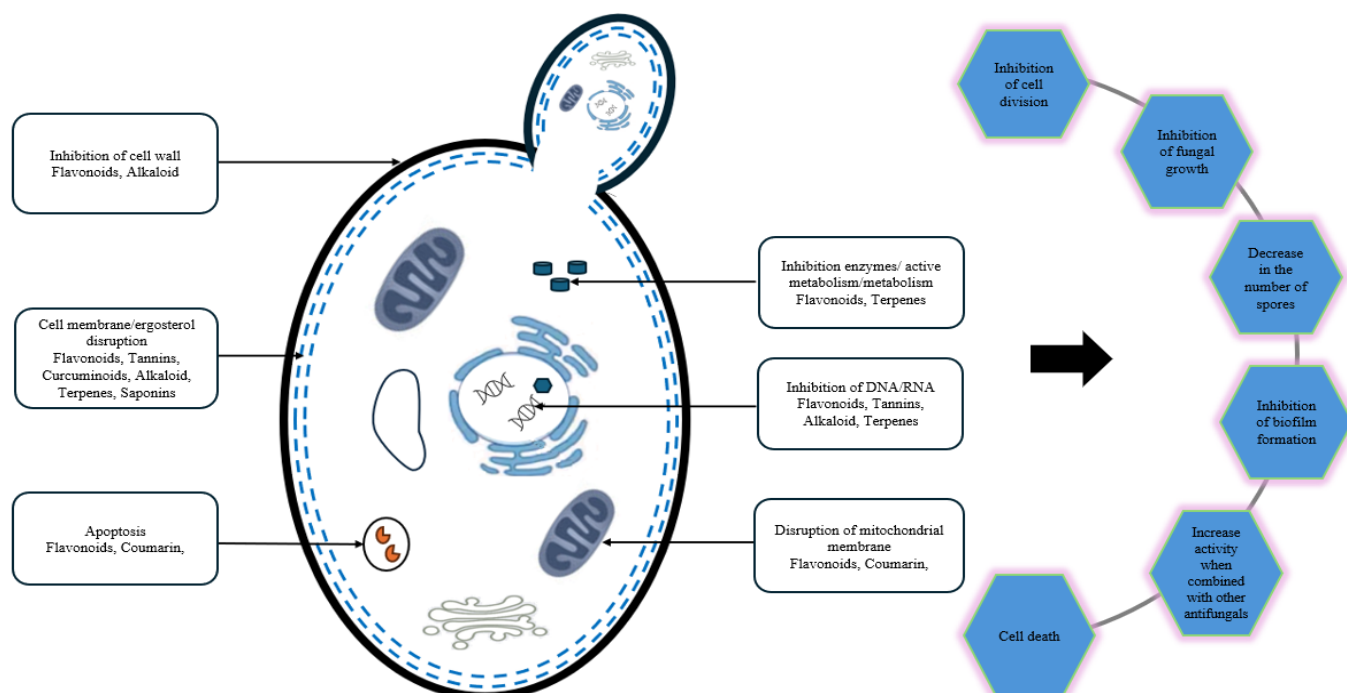 Inhibition of cell wall
Flavonoids, Alkaloid
Cell membrane/ergosterol
disruption
Flavonoids, Tannins,
Curcuminoids, Alkaloid,
Terpenes, Saponins
Apoptosis
Flavonoids, Coumarin,
Inhibition enzymes/ active
metabolism/metabolism
Flavonoids, Terpenes
Inhibition of DNA/RNA
Flavonoids, Tannins,
Alkaloid, Terpenes
Disruption of mitochondrial
membrane
Flavonoids, Coumarin,
Inhibition
of cell
division
Inhibition
of fungal
growth
Decrease
in the
number of
spores
Inhibition
of biofilm
formation
Increase
activity
when
combined
with other
antifungals
Cell death